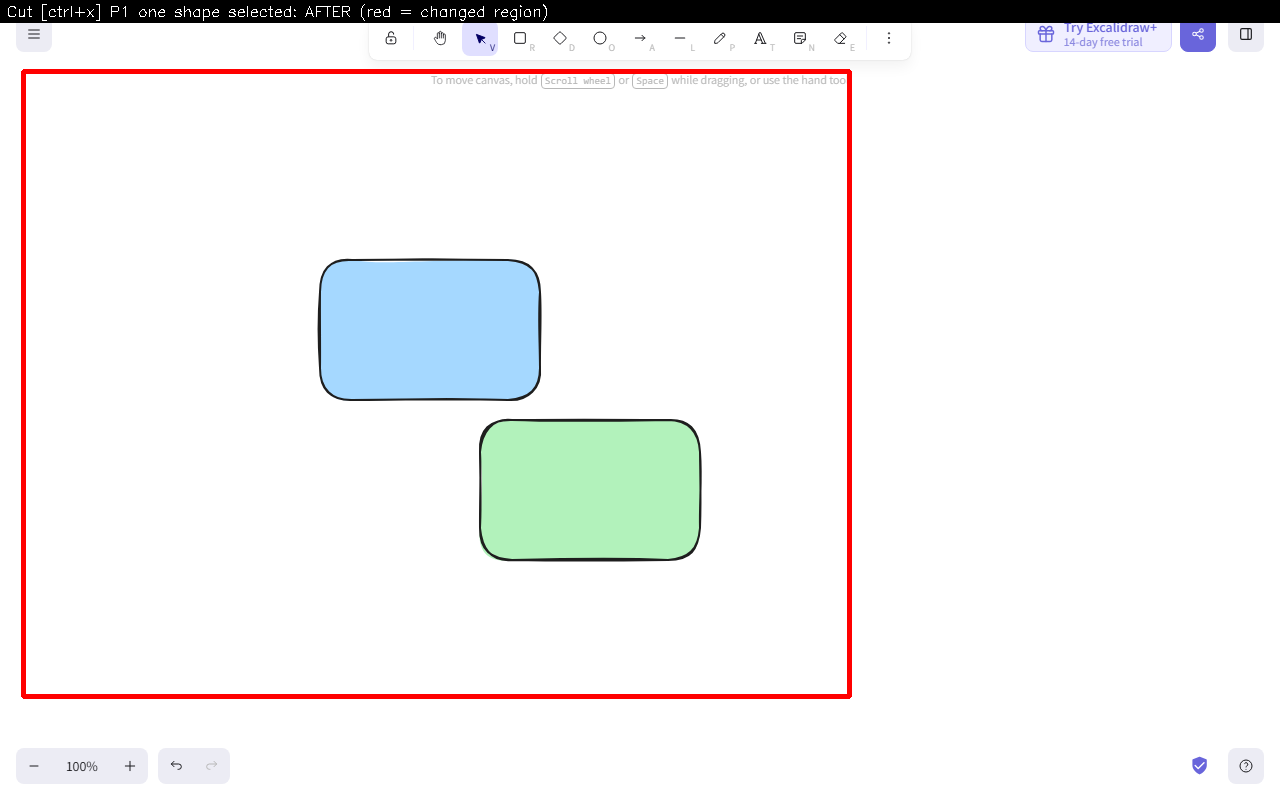 Cut [ctrl+x] P1 one shape selected: AFTER (red = changed region)
V R D O A L P T N E
Try Excalidraw+
14-day free trial
To move canvas, hold Scroll wheel or Space while dragging, or use the hand too
100%